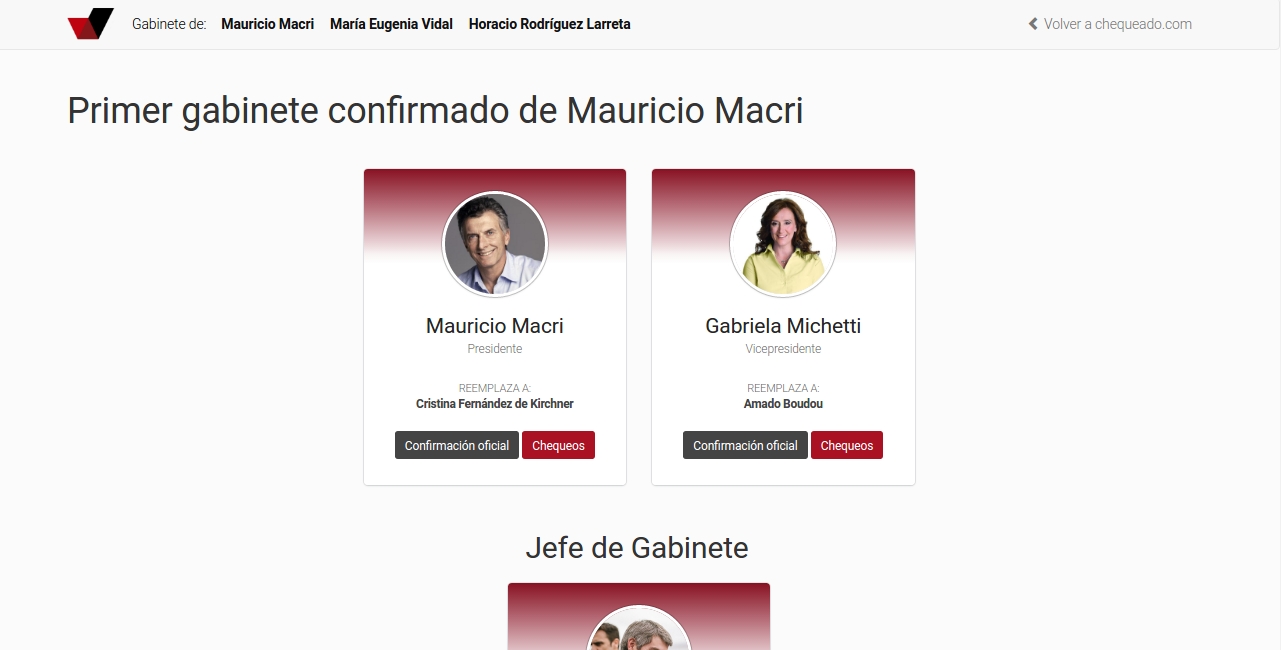 Gabinete de: Mauricio Macri María Eugenia Vidal Horacio Rodríguez Larreta Volver a chequeado.com
Primer gabinete confirmado de Mauricio Macri
Mauricio Macri
Presidente
REEMPLAZA A:
Cristina Fernández de Kirchner
Confirmación oficial Chequeos
Gabriela Michetti
Vicepresidente
REEMPLAZA A:
Amado Boudou
Confirmación oficial Chequeos
Jefe de Gabinete